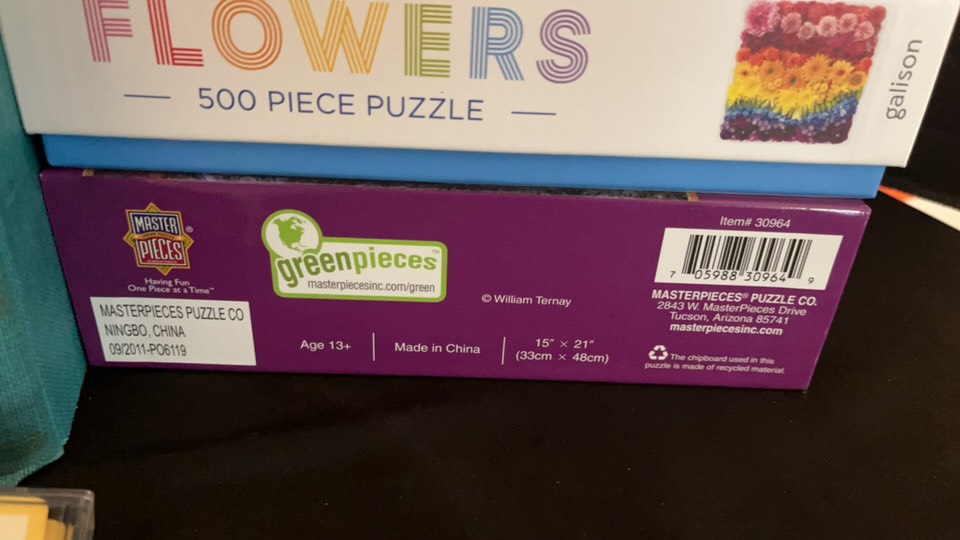 FLOWERS
500 PIECE PUZZLE
galison
MASTER
PIECES
®
Having Fun
One Piece at a Time™
MASTERPIECES PUZZLE CO
NINGBO, CHINA
09/2011-PO6119
greenpieces™
masterpiecesinc.com/green
© William Ternay
Age 13+
Made in China
15" × 21"
(33cm × 48cm)
Item# 30964
7 05988 30964 9
MASTERPIECES® PUZZLE CO.
2843 W. MasterPieces Drive
Tucson, Arizona 85741
masterpiecesinc.com
The chipboard used in this
puzzle is made of recycled material.